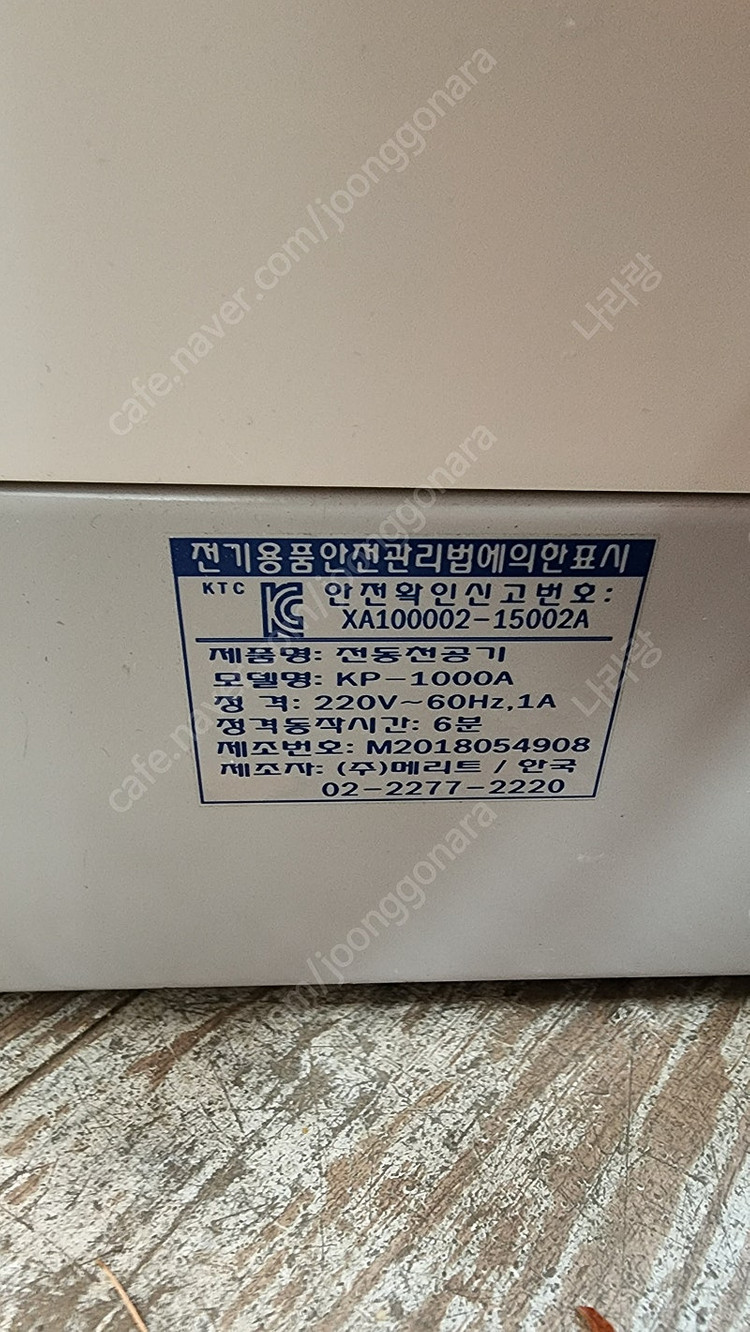 cafe.naver.com/joonggonara
나라랑
전기용품안전관리법에의한표시
KTC 안전확인신고번호:
XA100002-15002A
제품명: 전동천공기
모델명: KP-1000A
정 격: 220V~60Hz,1A
정격동작시간: 6분
제조번호: M2018054908
제조자: (주)메리트 / 한국
02-2277-2220
cafe.naver.com/joonggonara
나라랑